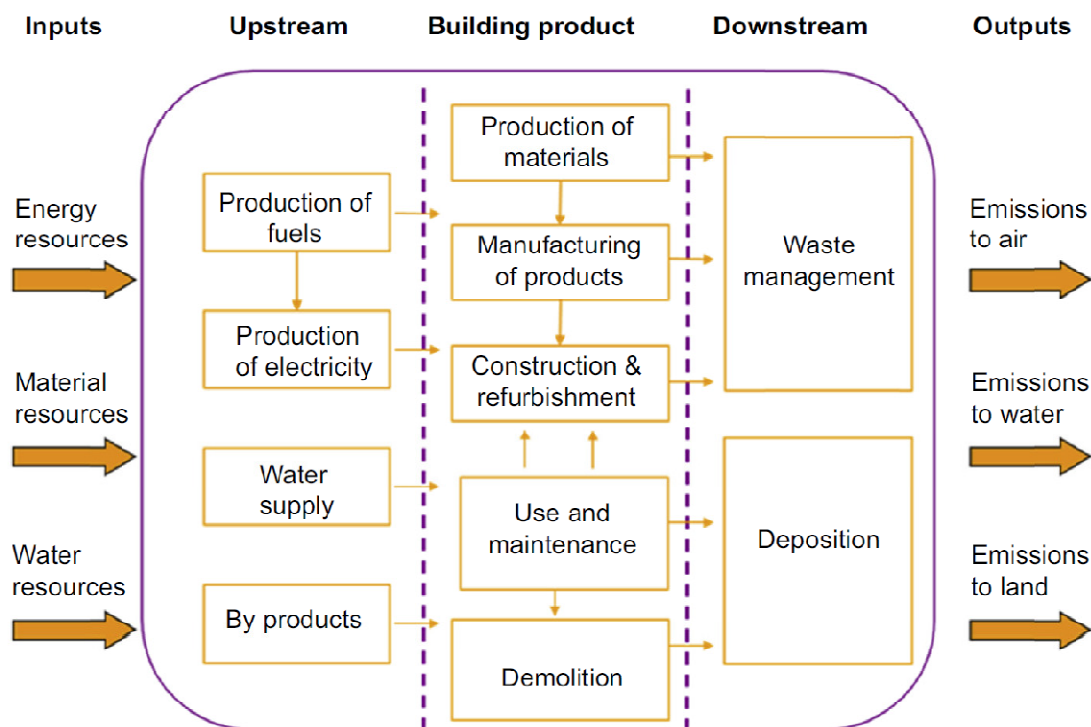 Inputs
Upstream
Building product
Downstream
Outputs
Energy
resources
Material
resources
Water
resources
Production of
fuels
Production
of electricity
Water
supply
By products
Production of
materials
Manufacturing
of products
Construction &
refurbishment
Use and
maintenance
Demolition
Waste
management
Deposition
Emissions
to air
Emissions
to water
Emissions
to land